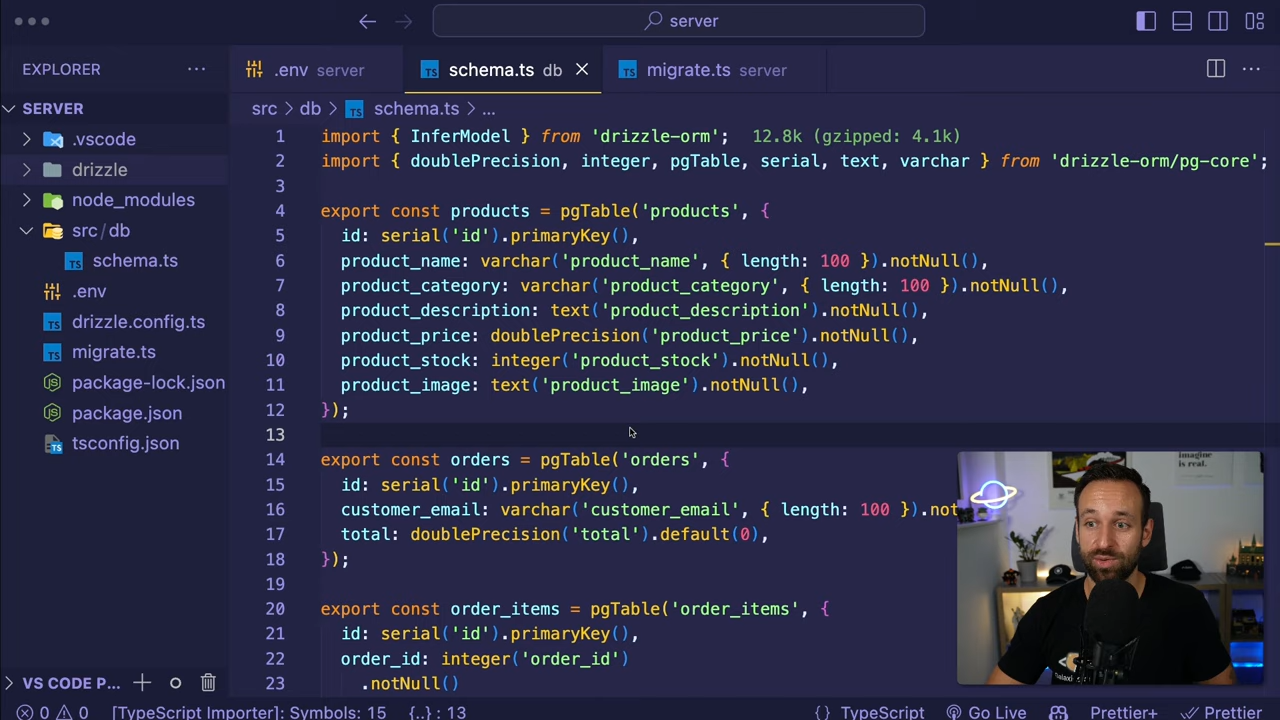 server
EXPLORER ...
.env server
schema.ts db
migrate.ts server
SERVER
src > db > schema.ts > ...
.vscode
drizzle
node_modules
src/db
schema.ts
.env
drizzle.config.ts
migrate.ts
package-lock.json
package.json
tsconfig.json
1 import { InferModel } from 'drizzle-orm'; 12.8k (gzipped: 4.1k)
2 import { doublePrecision, integer, pgTable, serial, text, varchar } from 'drizzle-orm/pg-core';
3
4 export const products = pgTable('products', {
5 id: serial('id').primaryKey(),
6 product_name: varchar('product_name', { length: 100 }).notNull(),
7 product_category: varchar('product_category', { length: 100 }).notNull(),
8 product_description: text('product_description').notNull(),
9 product_price: doublePrecision('product_price').notNull(),
10 product_stock: integer('product_stock').notNull(),
11 product_image: text('product_image').notNull(),
12 });
13
14 export const orders = pgTable('orders', {
15 id: serial('id').primaryKey(),
16 customer_email: varchar('customer_email', { length: 100 }).not
17 total: doublePrecision('total').default(0),
18 });
19
20 export const order_items = pgTable('order_items', {
21 id: serial('id').primaryKey(),
22 order_id: integer('order_id')
23 .notNull()
imagine
is real.
VS CODE P...
0 0 [TypeScript Importer]: Symbols: 15 {..} : 13 {} TypeScript Go Live Prettier+ Prettier